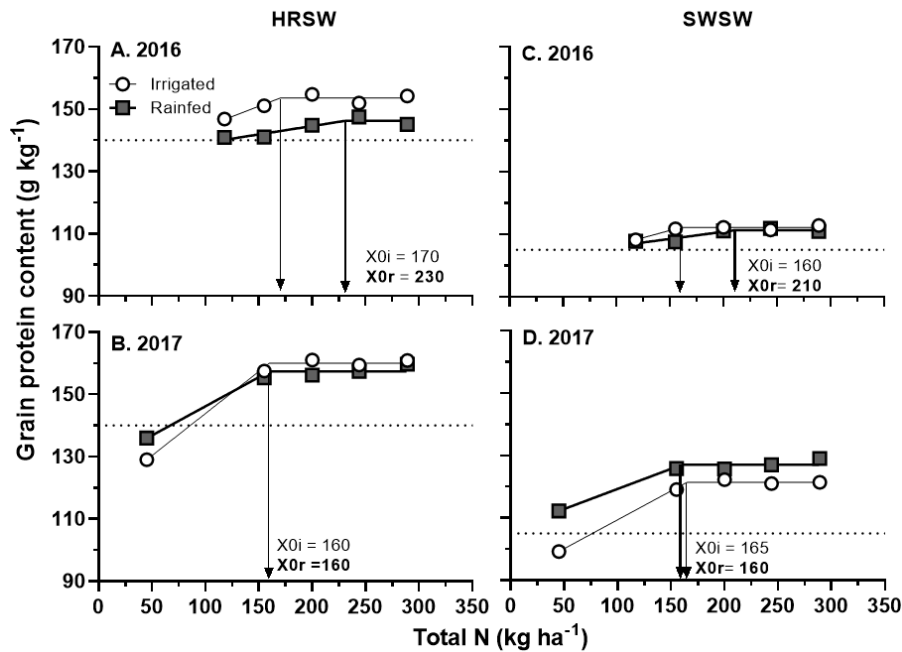 HRSW
SWSW
Grain protein content (g kg⁻¹)
A. 2016
Irrigated
Rainfed
170
150
130
110
90
X0i = 170
X0r = 230
C. 2016
X0i = 160
X0r= 210
B. 2017
170
150
130
110
90
X0i = 160
X0r =160
0 50 100 150 200 250 300 350
D. 2017
X0i = 165
X0r= 160
0 50 100 150 200 250 300 350
Total N (kg ha⁻¹)